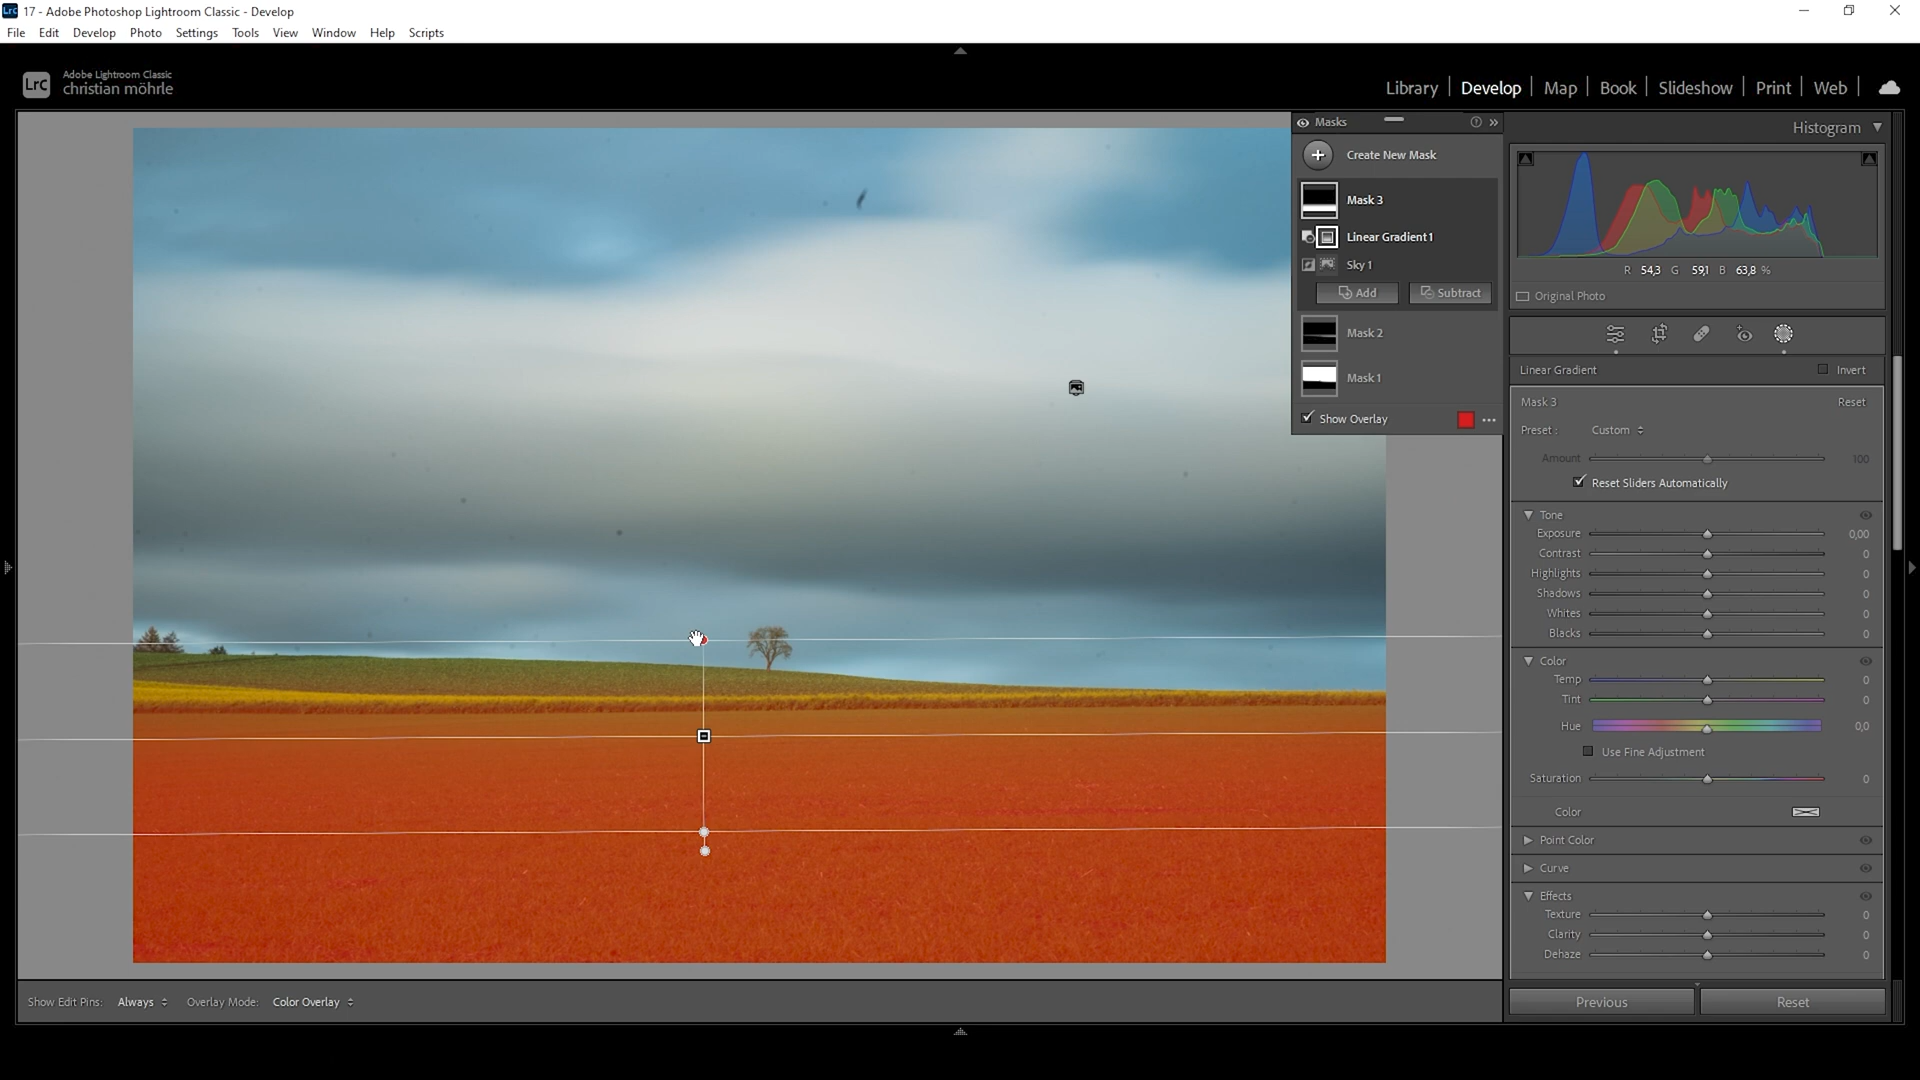 17 - Adobe Photoshop Lightroom Classic - Develop
File Edit Develop Photo Settings Tools View Window Help Scripts
LrC Adobe Lightroom Classic
christian möhrle
Library Develop Map Book Slideshow Print Web
Masks
Create New Mask
Mask 3
Linear Gradient 1
Sky 1
Add Subtract
Mask 2
Mask 1
Show Overlay
Histogram
R 54,3 G 59,1 B 63,8 %
Original Photo
Linear Gradient Invert
Mask 3 Reset
Preset : Custom
Amount 100
Reset Sliders Automatically
Tone
Exposure 0,00
Contrast 0
Highlights 0
Shadows 0
Whites 0
Blacks 0
Color
Temp 0
Tint 0
Hue 0,0
Use Fine Adjustment
Saturation 0
Color
Point Color
Curve
Effects
Texture 0
Clarity 0
Dehaze 0
Show Edit Pins: Always Overlay Mode: Color Overlay
Previous Reset